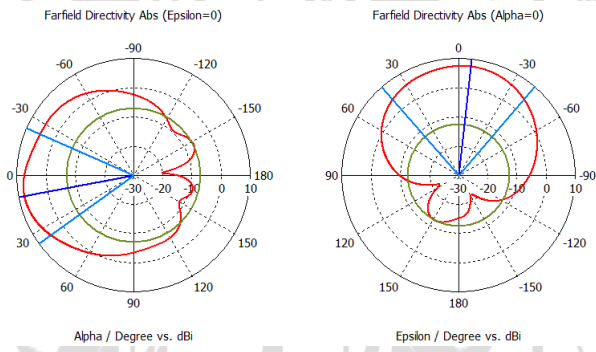 Farfield Directivity Abs (Epsilon=0)
-90
-60 -120
-30 -150
0 -30 -20 -10 0 10 180
30 150
60 120
90
Alpha / Degree vs. dBi
Farfield Directivity Abs (Alpha=0)
0
30 -30
60 -60
90 -30 -20 -10 0 10 -90
120 -120
150 -150
180
Epsilon / Degree vs. dBi